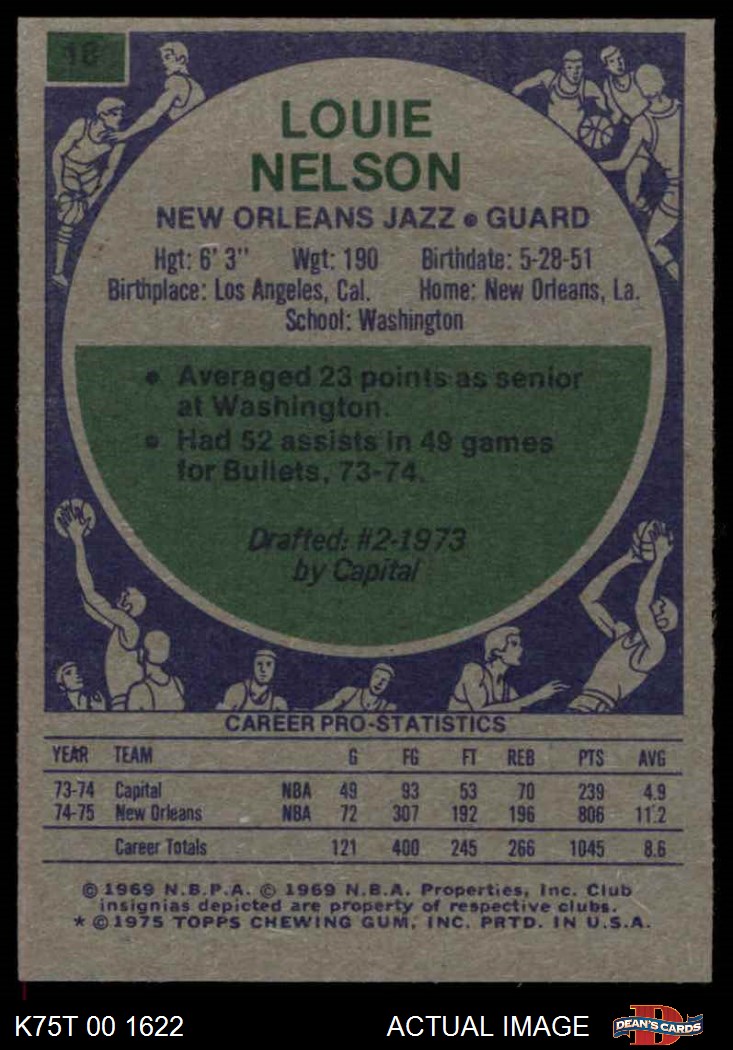 18
LOUIE
NELSON
NEW ORLEANS JAZZ • GUARD
Hgt: 6' 3" Wgt: 190 Birthdate: 5-28-51
Birthplace: Los Angeles, Cal. Home: New Orleans, La.
School: Washington
• Averaged 23 points as senior
at Washington.
• Had 52 assists in 49 games
for Bullets, 73-74.
Drafted: #2-1973
by Capital
CAREER PRO-STATISTICS
YEAR TEAM G FG FT REB PTS AVG
73-74 Capital NBA 49 93 53 70 239 4.9
74-75 New Orleans NBA 72 307 192 196 806 11.2
Career Totals 121 400 245 266 1045 8.6
© 1969 N.B.P.A. © 1969 N.B.A. Properties, Inc. Club
insignias depicted are property of respective clubs.
* © 1975 TOPPS CHEWING GUM, INC. PRTD. IN U.S.A.
K75T 00 1622 ACTUAL IMAGE DEAN'S CARDS